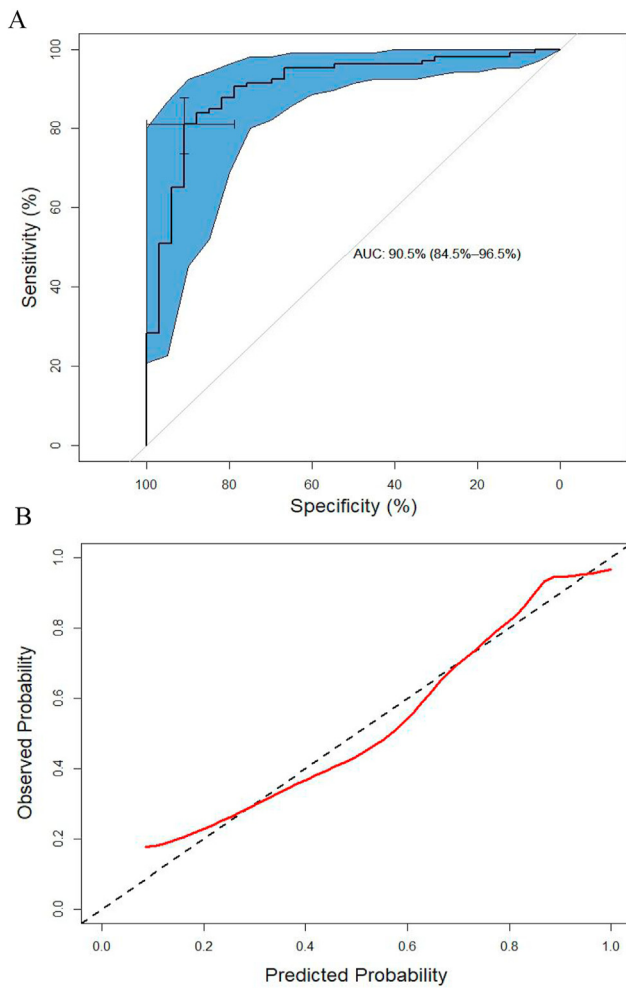 A
100
80
60
40
20
0
Sensitivity (%)
AUC: 90.5% (84.5%–96.5%)
100 80 60 40 20 0
Specificity (%)
B
1.0
0.8
0.6
0.4
0.2
0.0
Observed Probability
0.0 0.2 0.4 0.6 0.8 1.0
Predicted Probability